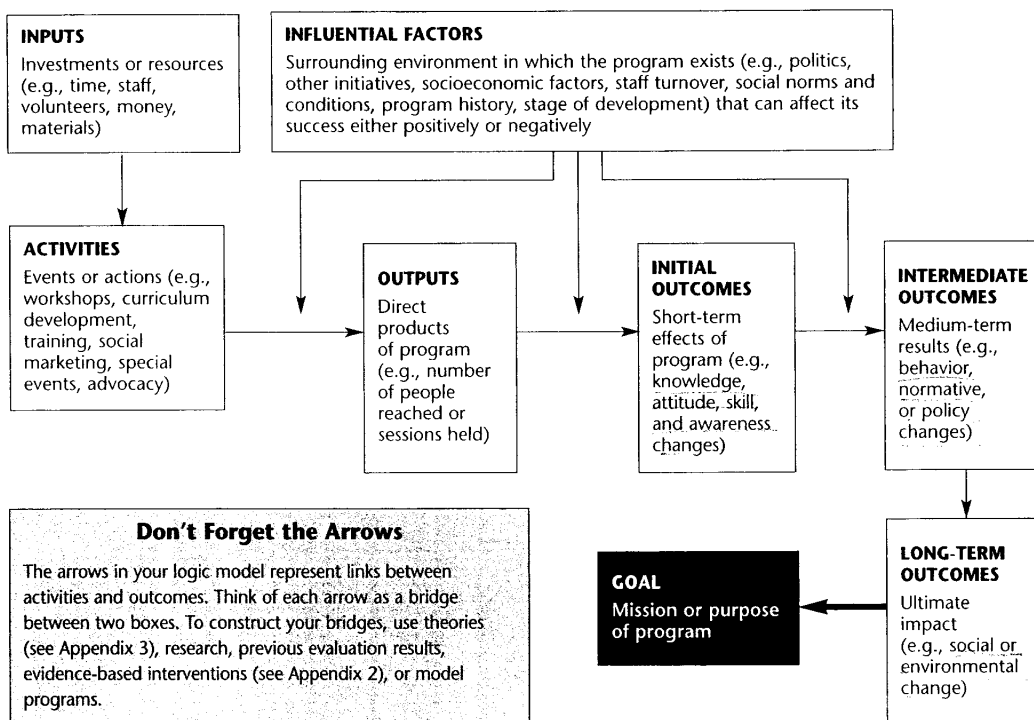 INPUTS
Investments or resources
(e.g., time, staff,
volunteers, money,
materials)
INFLUENTIAL FACTORS
Surrounding environment in which the program exists (e.g., politics,
other initiatives, socioeconomic factors, staff turnover, social norms and
conditions, program history, stage of development) that can affect its
success either positively or negatively
ACTIVITIES
Events or actions (e.g.,
workshops, curriculum
development,
training, social
marketing, special
events, advocacy)
OUTPUTS
Direct
products
of program
(e.g., number
of people
reached or
sessions held)
INITIAL
OUTCOMES
Short-term
effects of
program (e.g.,
knowledge,
attitude, skill,
and awareness
changes)
INTERMEDIATE
OUTCOMES
Medium-term
results (e.g.,
behavior,
normative,
or policy
changes)
Don't Forget the Arrows
The arrows in your logic model represent links between
activities and outcomes. Think of each arrow as a bridge
between two boxes. To construct your bridges, use theories
(see Appendix 3), research, previous evaluation results,
evidence-based interventions (see Appendix 2), or model
programs.
GOAL
Mission or purpose
of program
LONG-TERM
OUTCOMES
Ultimate
impact
(e.g., social or
environmental
change)